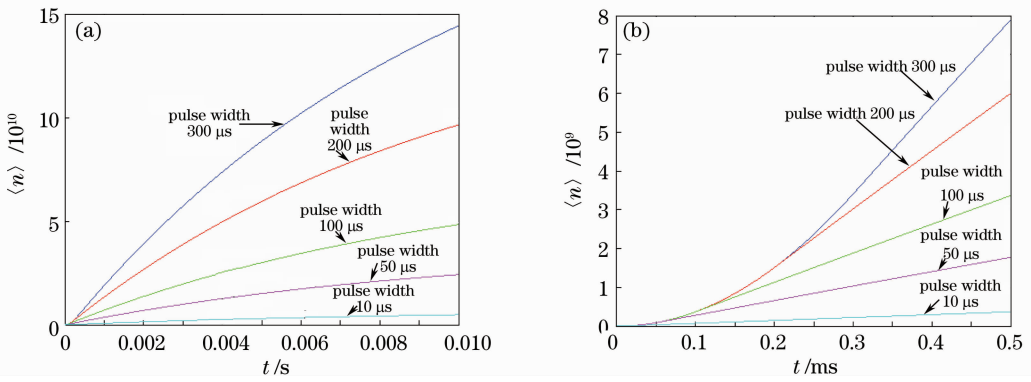 (a)
15
10
5
0
⟨n⟩ /10¹⁰
pulse width
300 μs
pulse
width
200 μs
pulse width
100 μs
pulse width
50 μs
pulse width
10 μs
0 0.002 0.004 0.006 0.008 0.010
t /s
(b)
8
7
6
5
4
3
2
1
0
⟨n⟩ /10⁹
pulse width 300 μs
pulse width 200 μs
pulse width
100 μs
pulse width
50 μs
pulse width
10 μs
0 0.1 0.2 0.3 0.4 0.5
t /ms